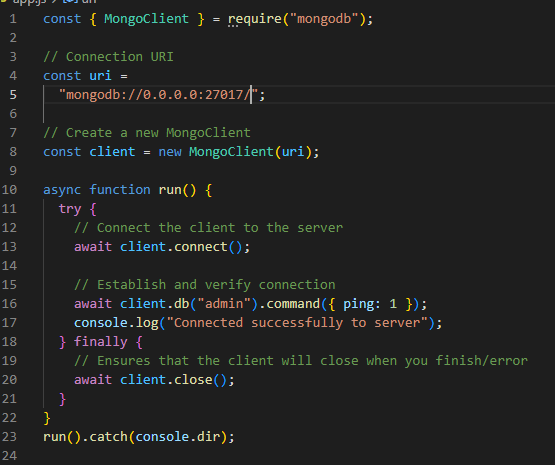 app.js > run
1 const { MongoClient } = require("mongodb");
2
3 // Connection URI
4 const uri =
5   "mongodb://0.0.0.0:27017/";
6
7 // Create a new MongoClient
8 const client = new MongoClient(uri);
9
10 async function run() {
11   try {
12     // Connect the client to the server
13     await client.connect();
14
15     // Establish and verify connection
16     await client.db("admin").command({ ping: 1 });
17     console.log("Connected successfully to server");
18   } finally {
19     // Ensures that the client will close when you finish/error
20     await client.close();
21   }
22 }
23 run().catch(console.dir);
24